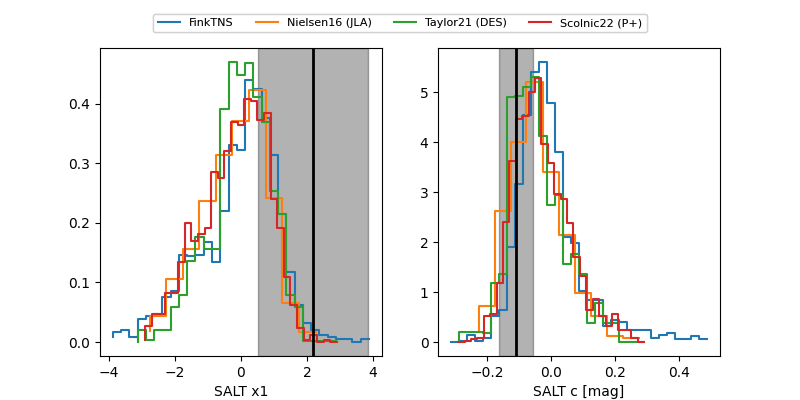 FinkTNS Nielsen16 (JLA) Taylor21 (DES) Scolnic22 (P+)
0.4
0.3
0.2
0.1
0.0
−4 −2 0 2 4
SALT x1
5
4
3
2
1
0
−0.2 0.0 0.2 0.4
SALT c [mag]